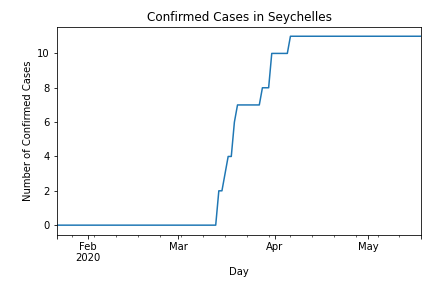 Confirmed Cases in Seychelles
Number of Confirmed Cases
10
8
6
4
2
0
Feb Mar Apr May
2020
Day